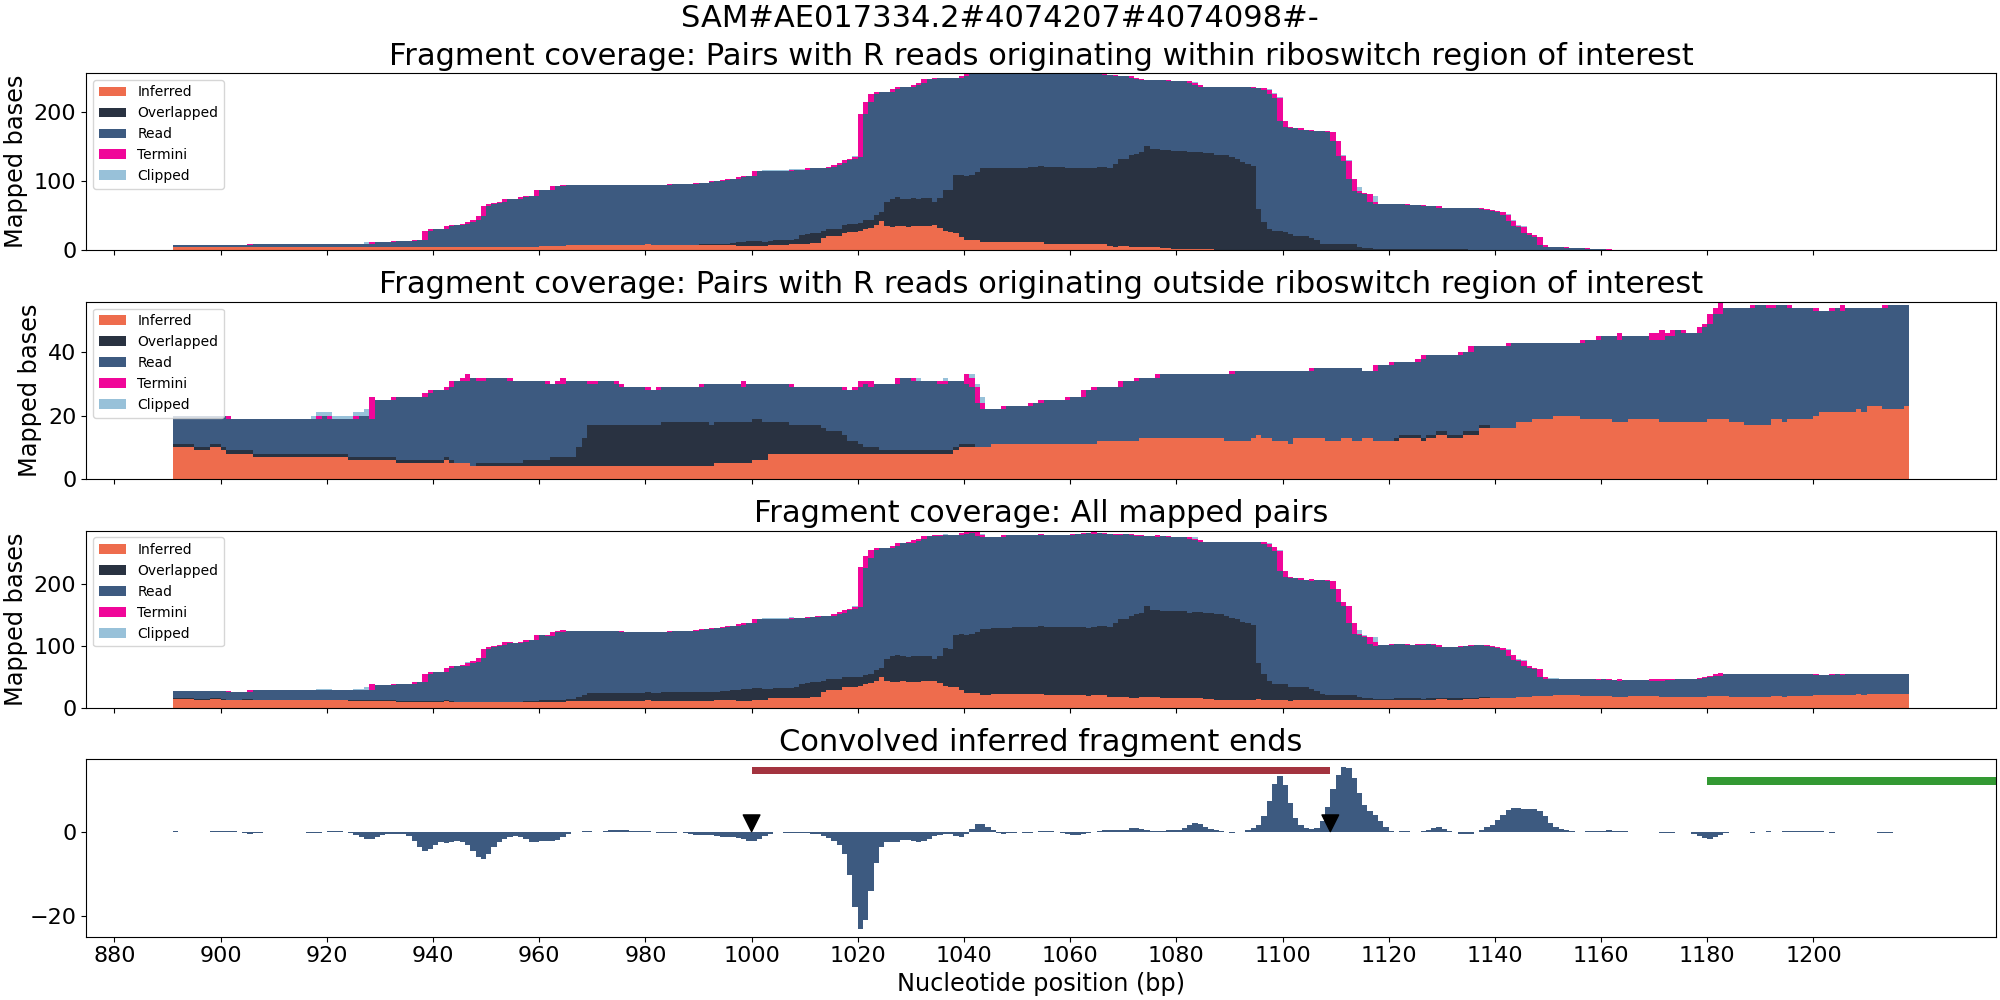 SAM#AE017334.2#4074207#4074098#-
Fragment coverage: Pairs with R reads originating within riboswitch region of interest
Mapped bases
200
100
0
Inferred
Overlapped
Read
Termini
Clipped
Fragment coverage: Pairs with R reads originating outside riboswitch region of interest
Mapped bases
40
20
0
Inferred
Overlapped
Read
Termini
Clipped
Fragment coverage: All mapped pairs
Mapped bases
200
100
0
Inferred
Overlapped
Read
Termini
Clipped
Convolved inferred fragment ends
0
−20
880 900 920 940 960 980 1000 1020 1040 1060 1080 1100 1120 1140 1160 1180 1200
Nucleotide position (bp)